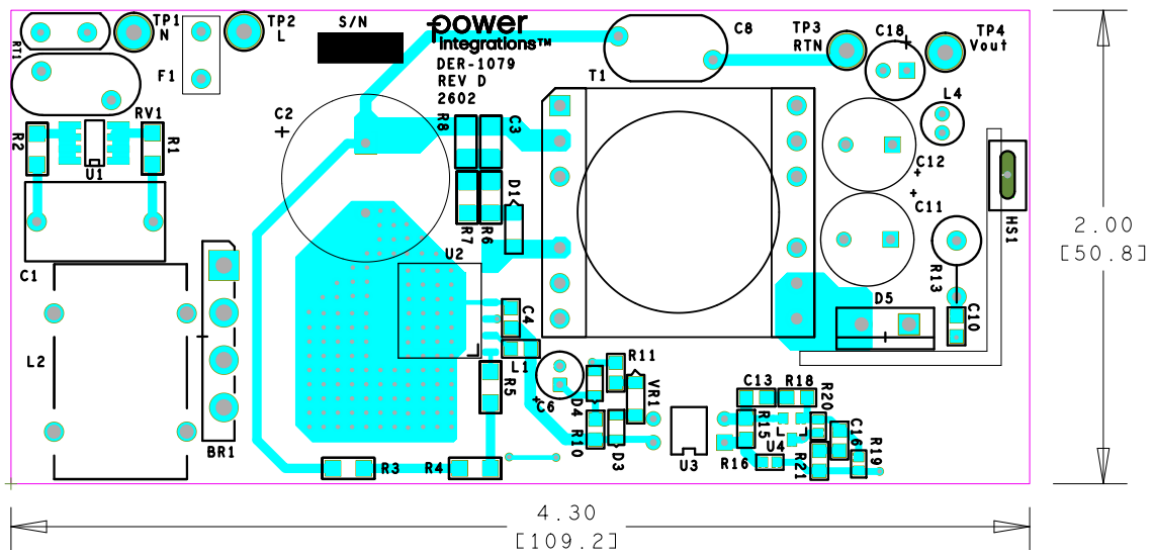 TP1
N
TP2
L
S/N
power
integrations™
DER-1079
REV D
2602
C8
TP3
RTN
C18
+
TP4
Vout
RT1
F1
T1
L4
RV1
R2
U1
R1
C2
+
R8
C3
C12
+
+
C11
HS1
D1
R7
R6
U2
R13
C1
C4
D5
+
C10
L2
+
L1
R5
R11
VR1
C6
+
D4
C13
R18
R20
BR1
R10
D3
R15
U4
C16
R3
R4
U3
R16
R21
R19
2.00
[50.8]
4.30
[109.2]